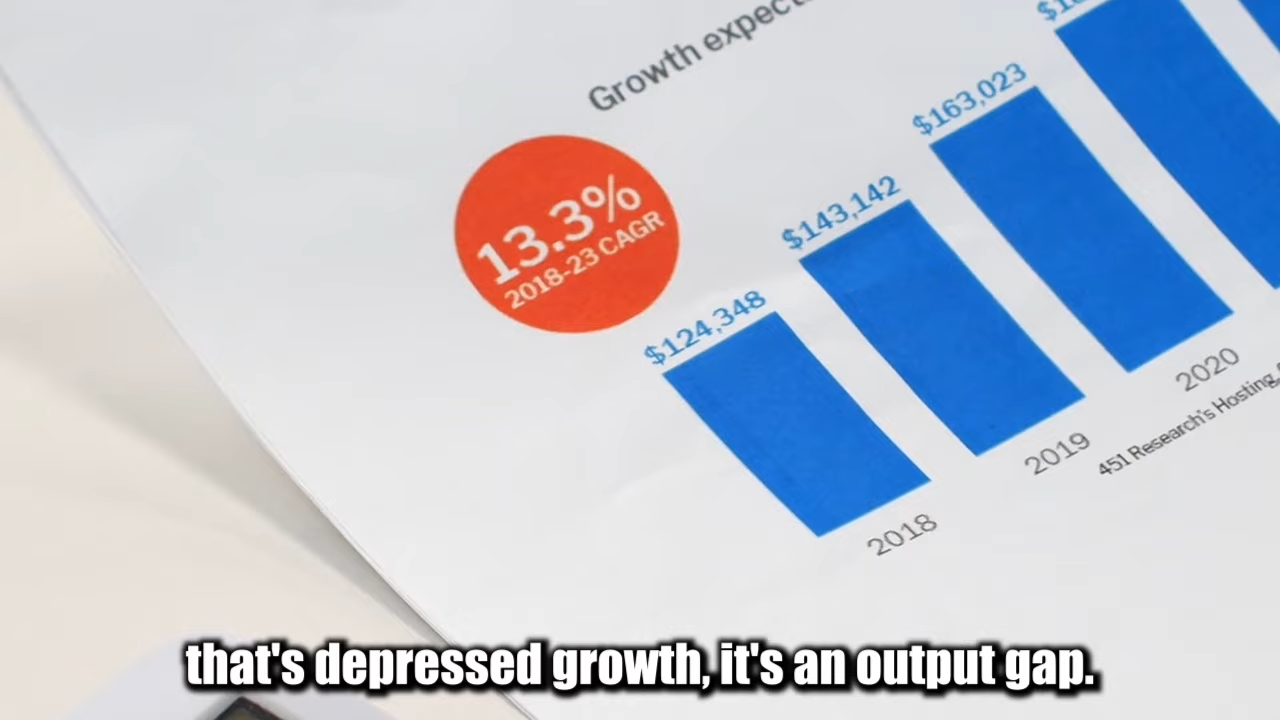 Growth
13.3%
2018-23 CAGR
$124,348
$143,142
$163,023
2018
2019
2020
451 Research's Hosting,
that's depressed growth, it's an output gap.